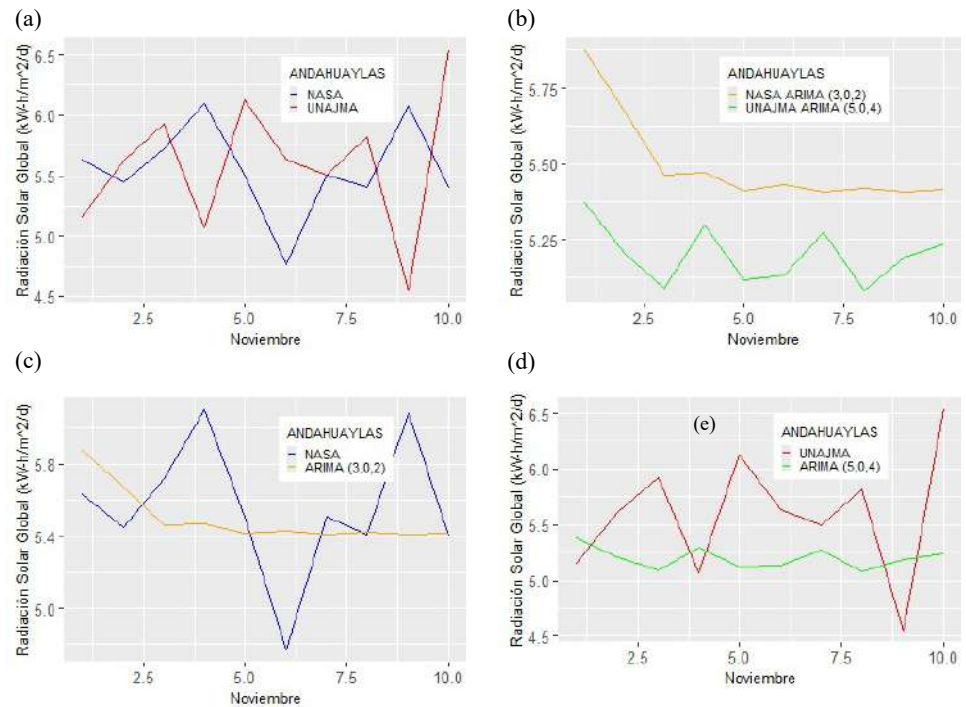 (a)
Radiación Solar Global (kW-h/m^2/d)
6.5
6.0
5.5
5.0
4.5
ANDAHUAYLAS
NASA
UNAJMA
2.5 5.0 7.5 10.0
Noviembre
(b)
Radiación Solar Global (kW-h/m^2/d)
5.75
5.50
5.25
ANDAHUAYLAS
NASA ARIMA (3,0,2)
UNAJMA ARIMA (5,0,4)
2.5 5.0 7.5 10.0
Noviembre
(c)
Radiación Solar Global (kW-h/m^2/d)
5.8
5.4
5.0
ANDAHUAYLAS
NASA
ARIMA (3,0,2)
2.5 5.0 7.5 10.0
Noviembre
(d)
Radiación Solar Global (kW-h/m^2/d)
6.5
6.0
5.5
5.0
4.5
(e)
ANDAHUAYLAS
UNAJMA
ARIMA (5,0,4)
2.5 5.0 7.5 10.0
Noviembre